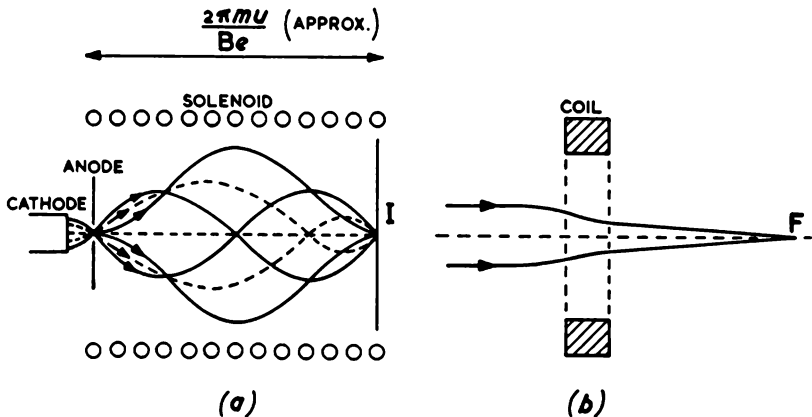 2πmu (APPROX.)
Be
SOLENOID
COIL
ANODE
CATHODE
I
F
(a)
(b)